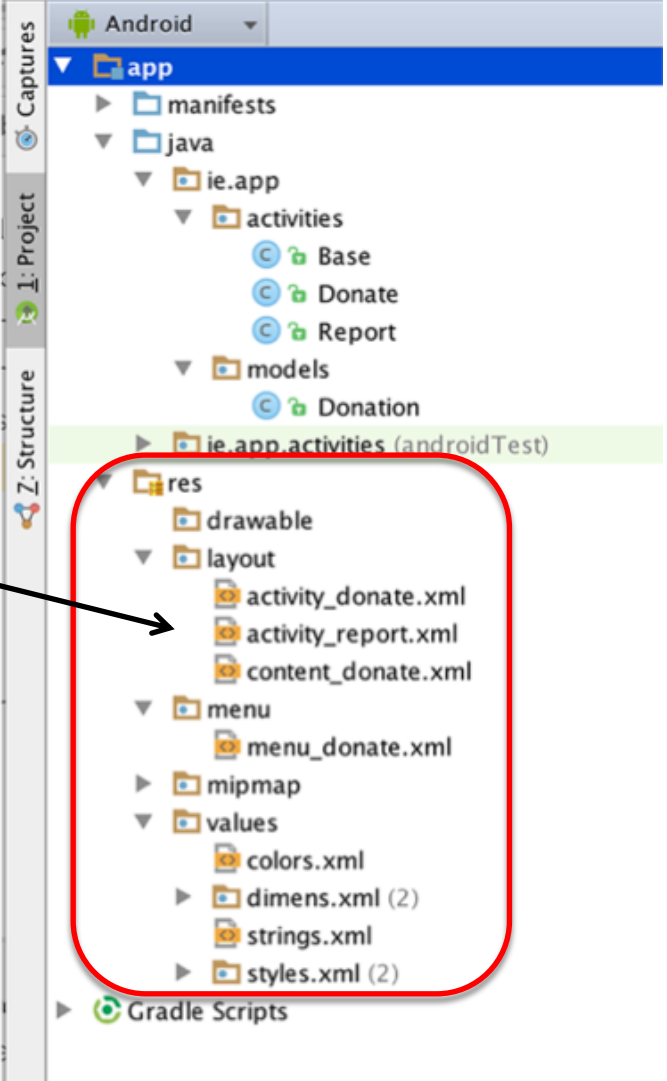 Android
app
manifests
java
ie.app
activities
Base
Donate
Report
models
Donation
ie.app.activities (androidTest)
res
drawable
layout
activity_donate.xml
activity_report.xml
content_donate.xml
menu
menu_donate.xml
mipmap
values
colors.xml
dimens.xml (2)
strings.xml
styles.xml (2)
Gradle Scripts
Captures
1: Project
Z: Structure